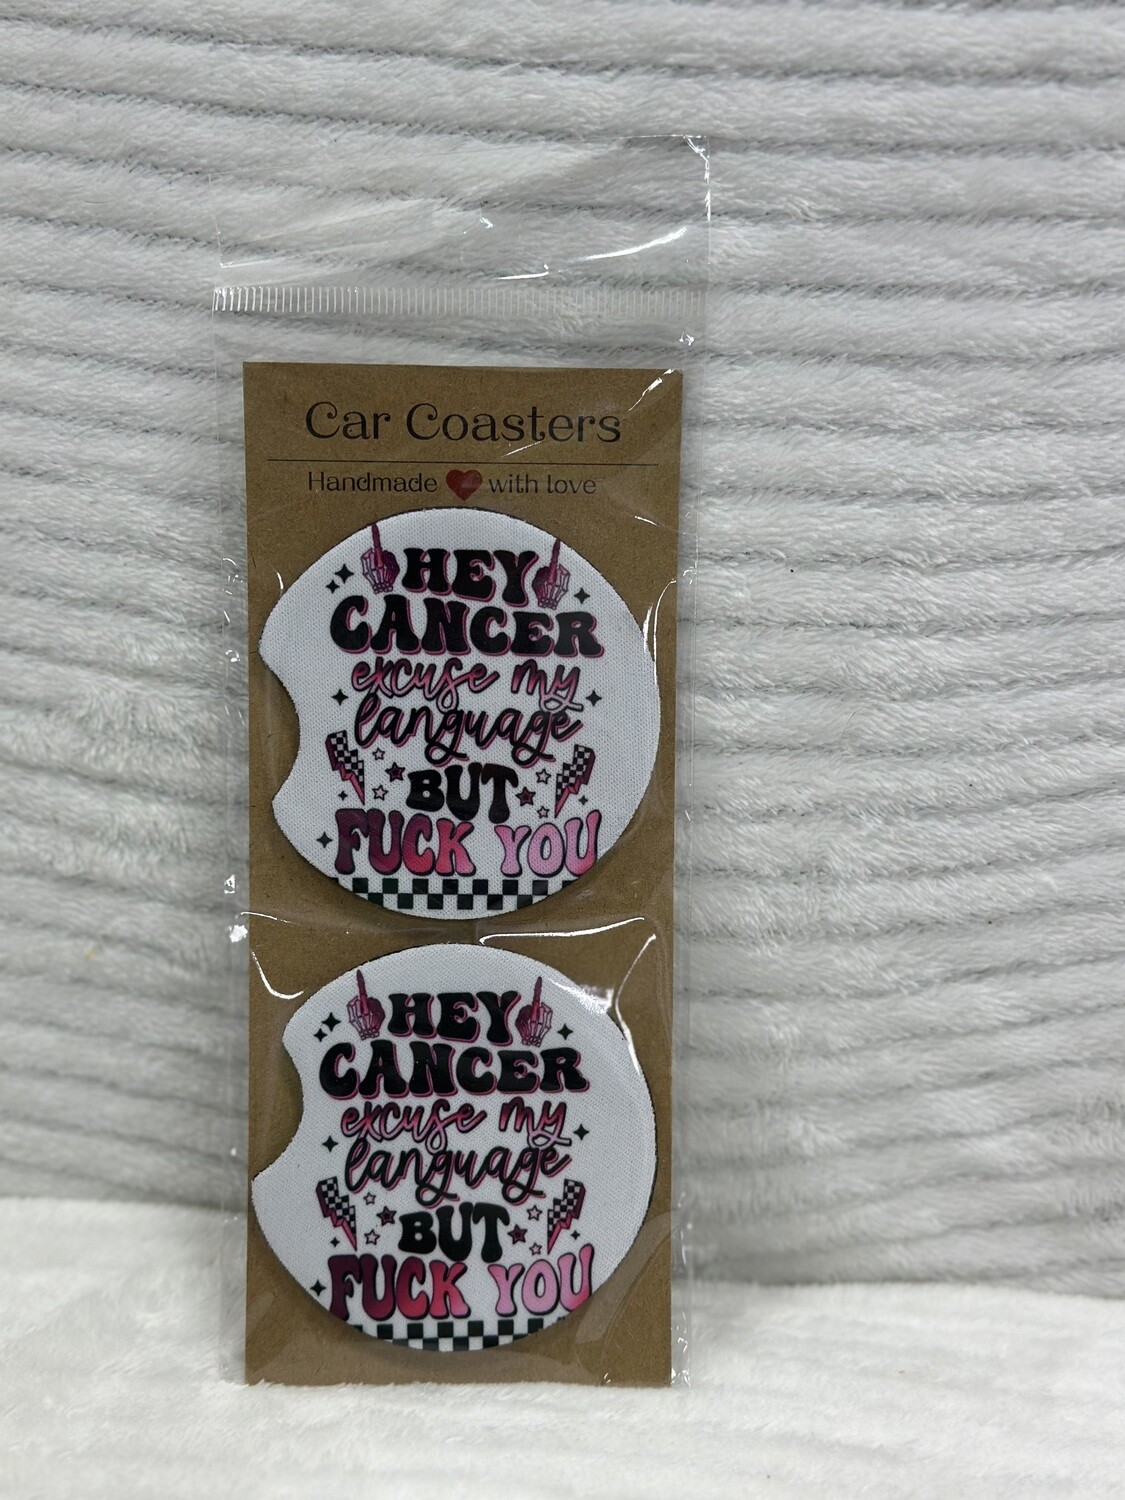 Car Coasters
Handmade with love
HEY
CANCER
excuse my
language
BUT
FUCK YOU
HEY
CANCER
excuse my
language
BUT
FUCK YOU